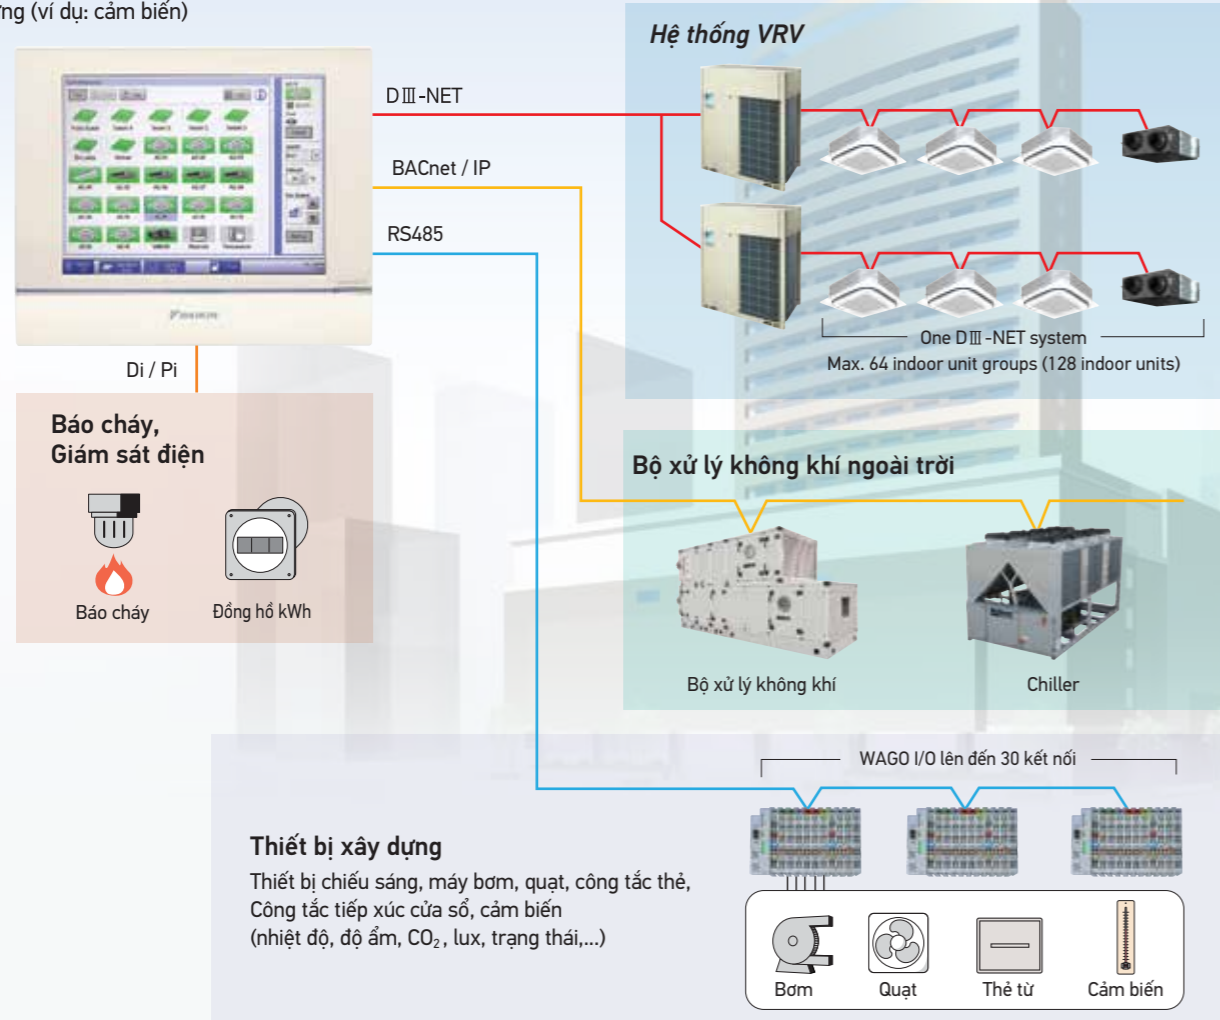 ng (ví dụ: cảm biến)
Hệ thống VRV
DⅢ-NET
BACnet / IP
RS485
DAIKIN
One DⅢ-NET system
Max. 64 indoor unit groups (128 indoor units)
Di / Pi
Báo cháy,
Giám sát điện
Báo cháy
Đồng hồ kWh
Bộ xử lý không khí ngoài trời
Bộ xử lý không khí
Chiller
WAGO I/O lên đến 30 kết nối
Thiết bị xây dựng
Thiết bị chiếu sáng, máy bơm, quạt, công tắc thẻ,
Công tắc tiếp xúc cửa sổ, cảm biến
(nhiệt độ, độ ẩm, CO₂, lux, trạng thái,...)
Bơm
Quạt
Thẻ từ
Cảm biến